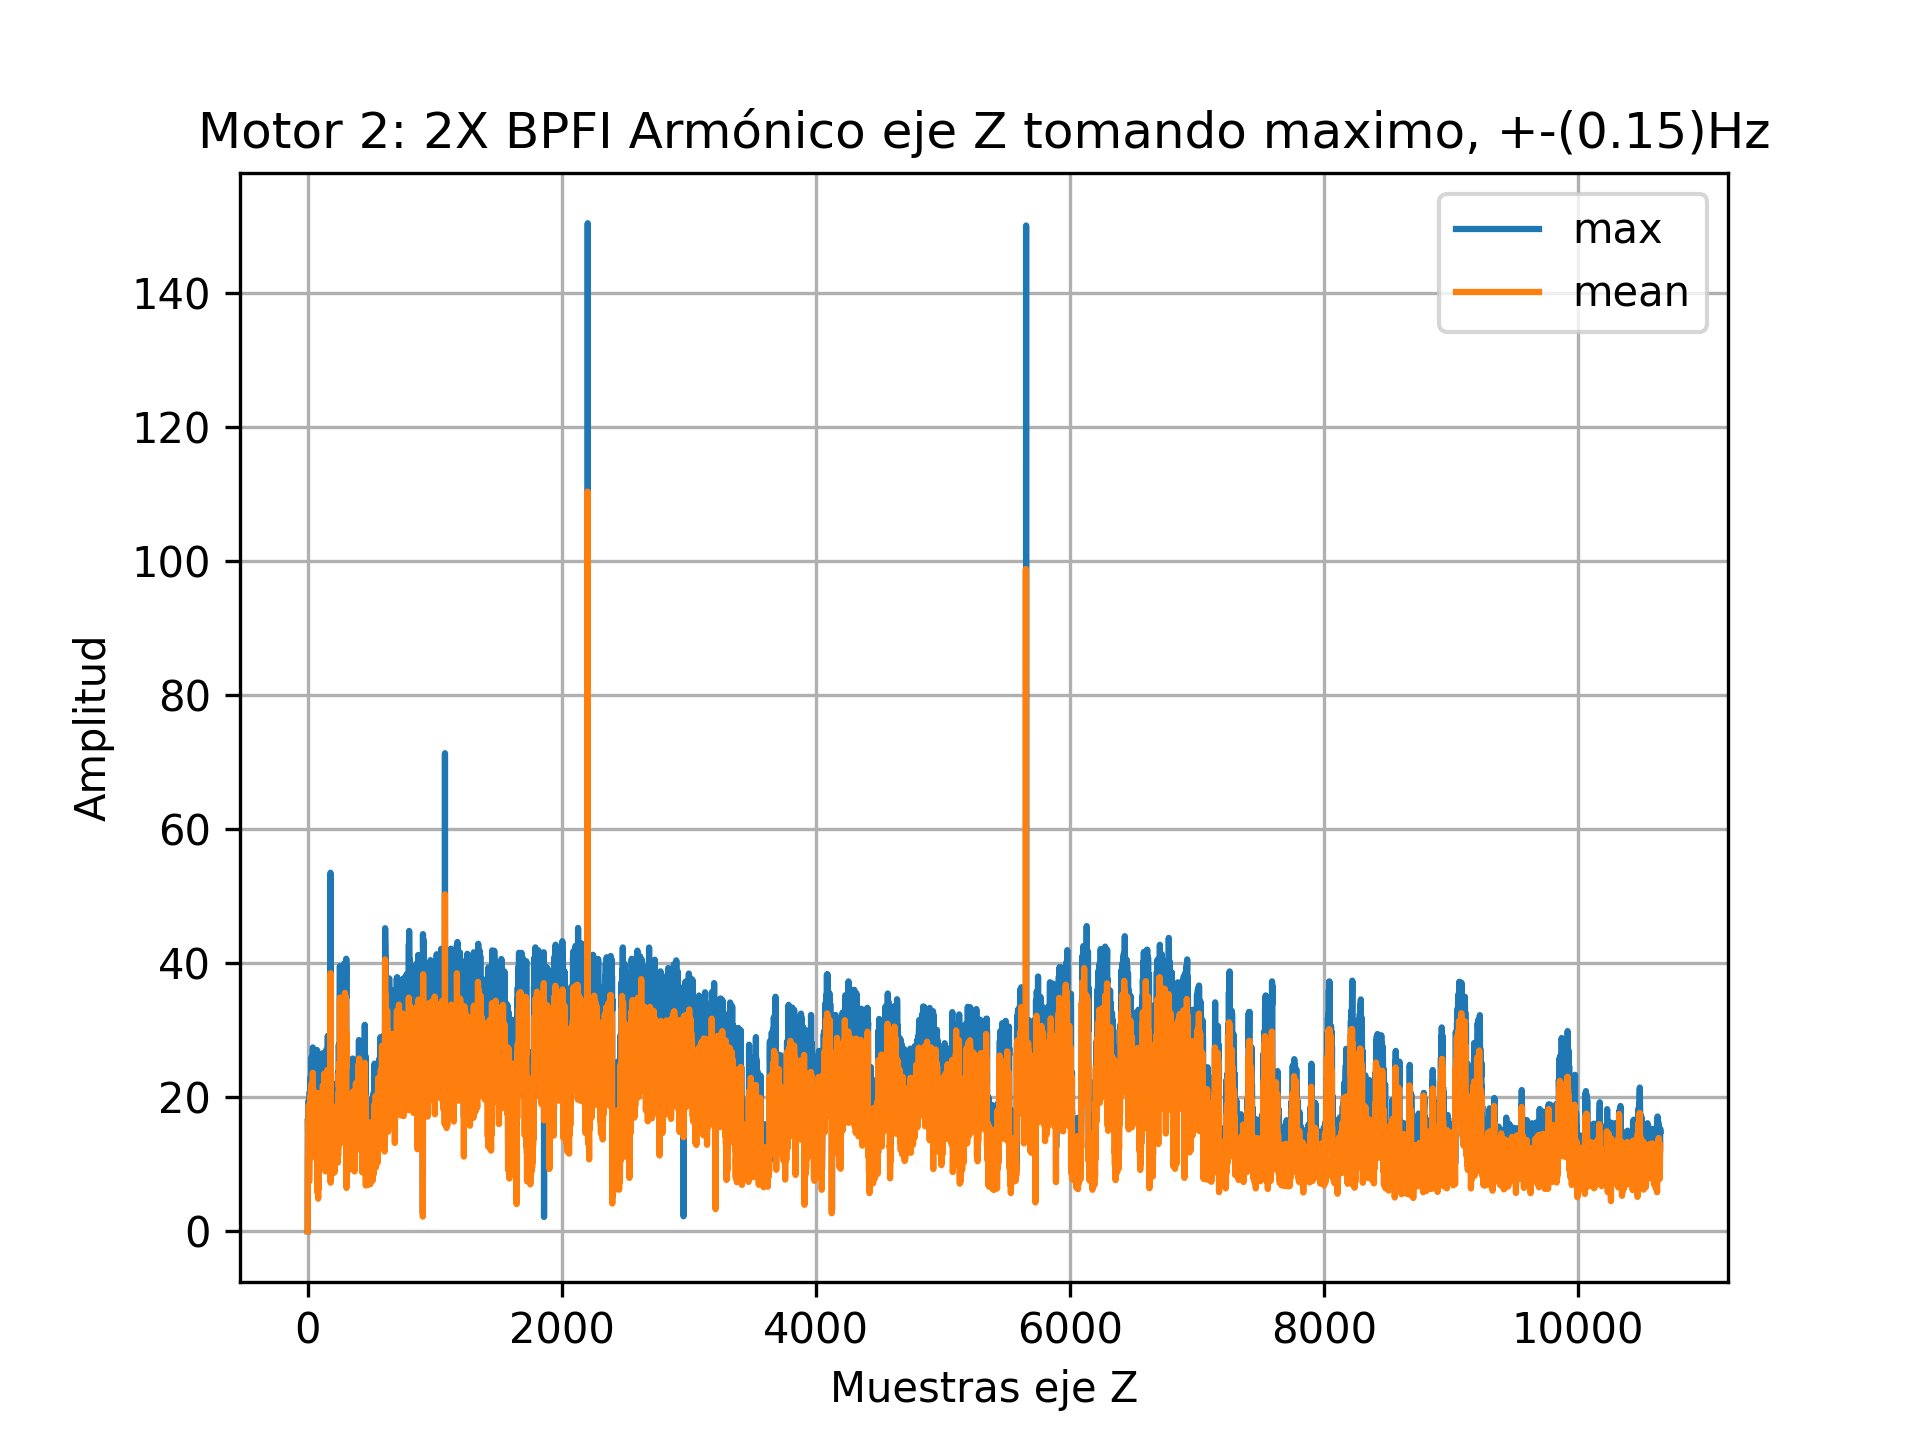 Motor 2: 2X BPFI Armónico eje Z tomando maximo, +-(0.15)Hz
max
mean
140
120
100
80
60
40
20
0
Amplitud
0 2000 4000 6000 8000 10000
Muestras eje Z